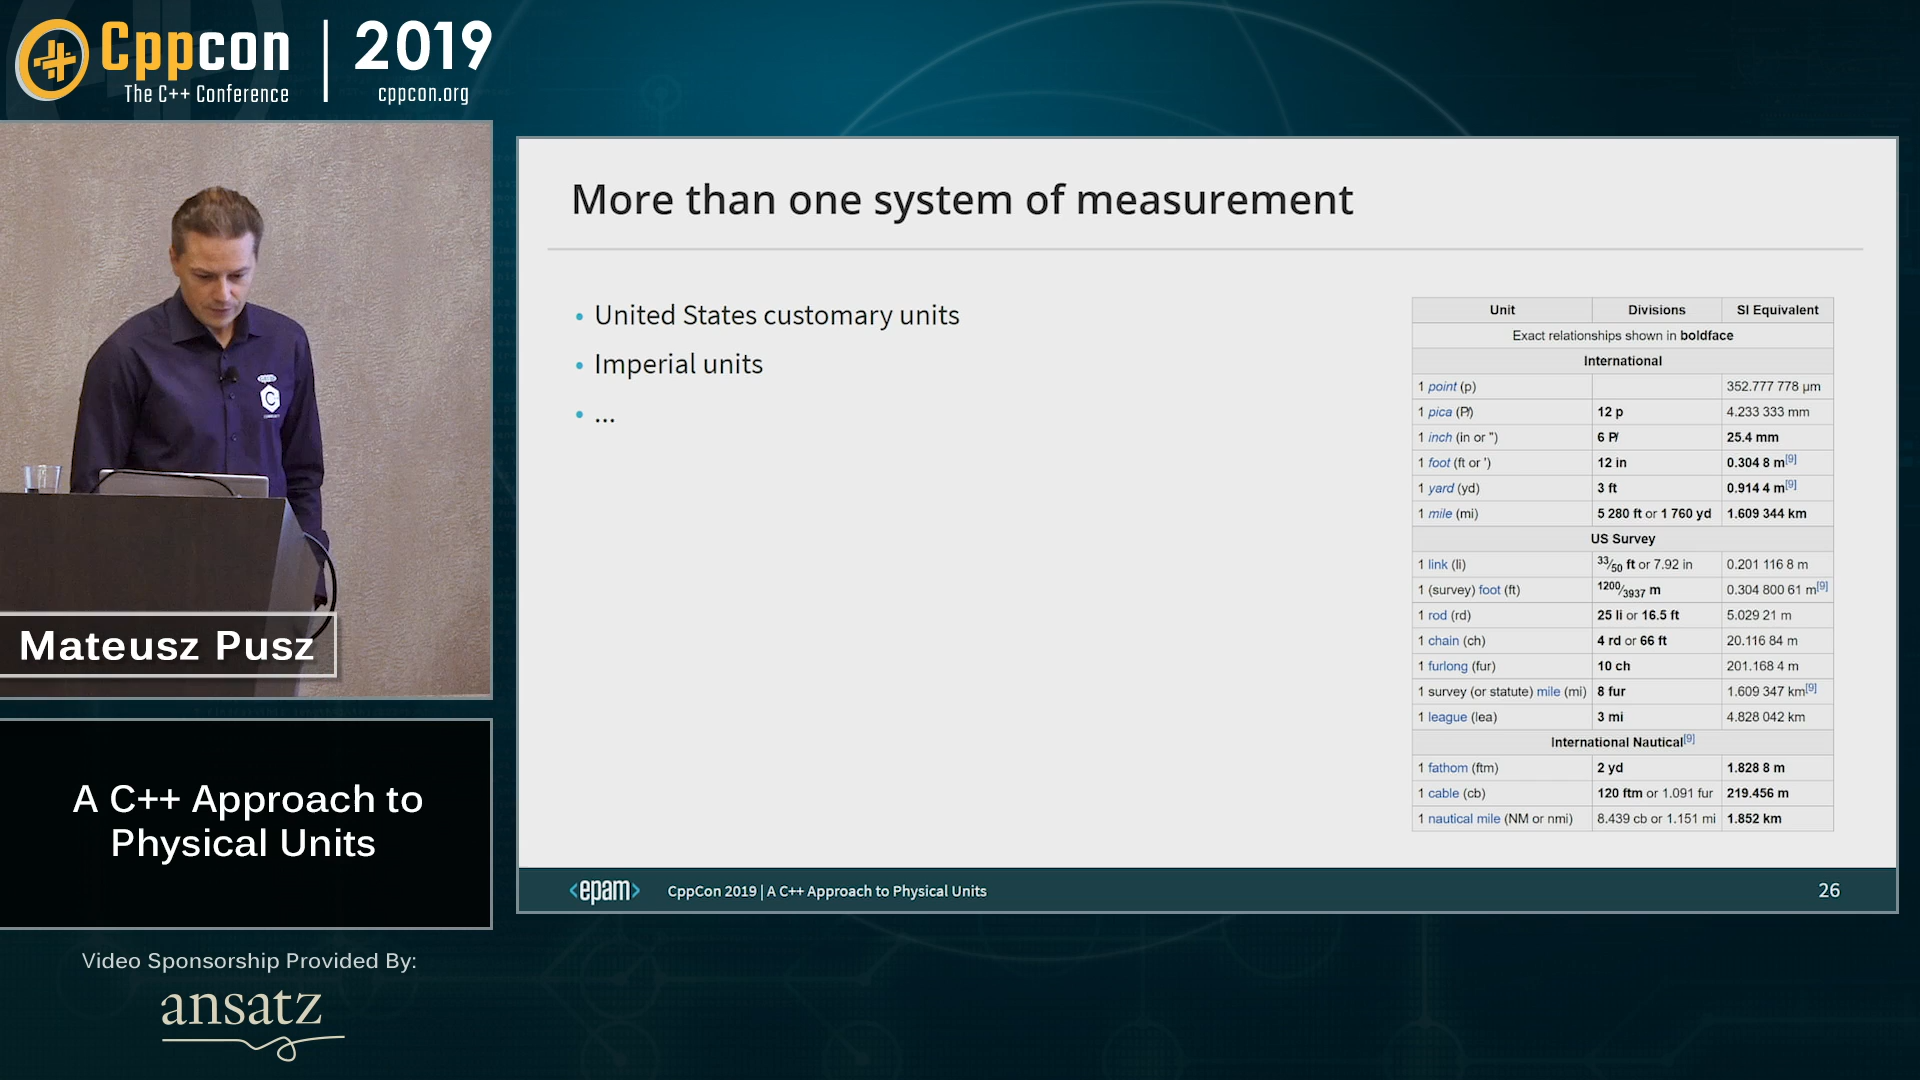 Cppcon
The C++ Conference
2019
cppcon.org
Mateusz Pusz
A C++ Approach to
Physical Units
Video Sponsorship Provided By:
ansatz
More than one system of measurement
• United States customary units
• Imperial units
• ...
Unit Divisions SI Equivalent
Exact relationships shown in boldface
International
1 point (p) 352.777 778 μm
1 pica (P̸) 12 p 4.233 333 mm
1 inch (in or ") 6 P̸ 25.4 mm
1 foot (ft or ') 12 in 0.304 8 m[9]
1 yard (yd) 3 ft 0.914 4 m[9]
1 mile (mi) 5 280 ft or 1 760 yd 1.609 344 km
US Survey
1 link (li) 33/50 ft or 7.92 in 0.201 116 8 m
1 (survey) foot (ft) 1200/3937 m 0.304 800 61 m[9]
1 rod (rd) 25 li or 16.5 ft 5.029 21 m
1 chain (ch) 4 rd or 66 ft 20.116 84 m
1 furlong (fur) 10 ch 201.168 4 m
1 survey (or statute) mile (mi) 8 fur 1.609 347 km[9]
1 league (lea) 3 mi 4.828 042 km
International Nautical[9]
1 fathom (ftm) 2 yd 1.828 8 m
1 cable (cb) 120 ftm or 1.091 fur 219.456 m
1 nautical mile (NM or nmi) 8.439 cb or 1.151 mi 1.852 km
<epam> CppCon 2019 | A C++ Approach to Physical Units 26